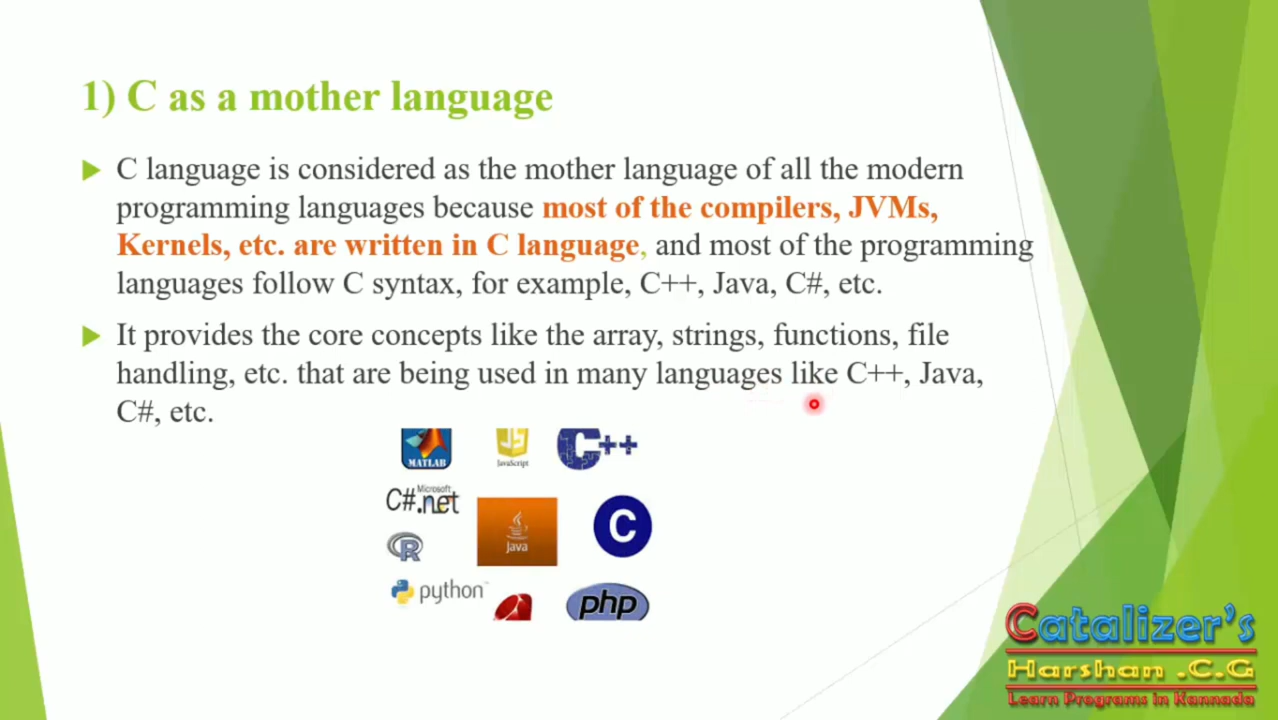 1) C as a mother language
C language is considered as the mother language of all the modern
programming languages because most of the compilers, JVMs,
Kernels, etc. are written in C language, and most of the programming
languages follow C syntax, for example, C++, Java, C#, etc.
It provides the core concepts like the array, strings, functions, file
handling, etc. that are being used in many languages like C++, Java,
C#, etc.
MATLAB
JS
JavaScript
C++
Microsoft
C#.net
java
C
R
python
php
Catalizer's
Harshan .C.G
Learn Programs in Kannada